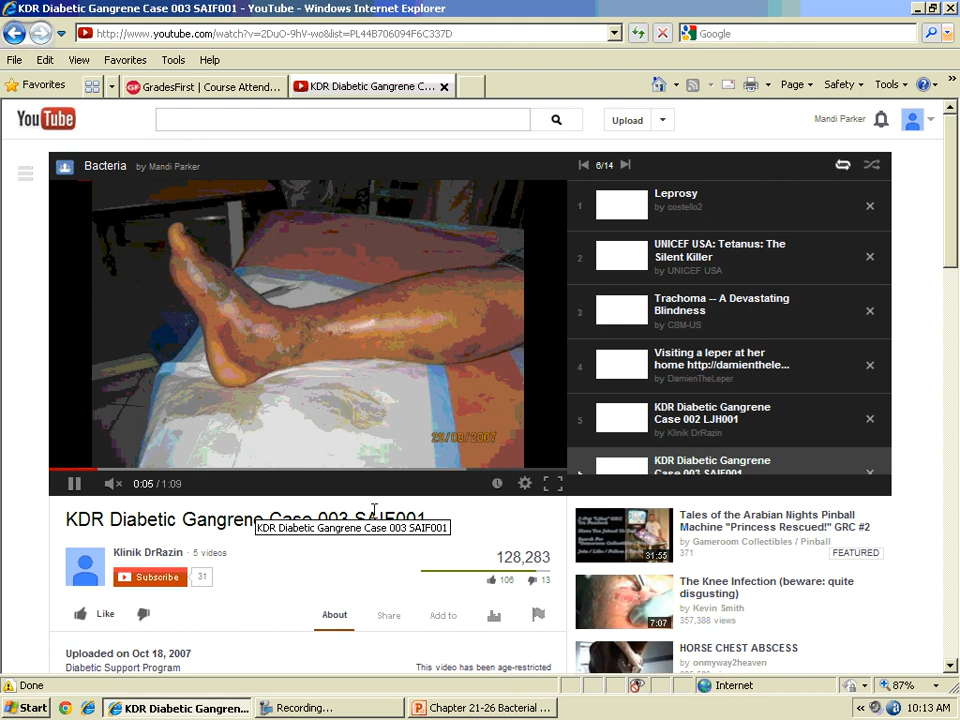 KDR Diabetic Gangrene Case 003 SAIF001 - YouTube - Windows Internet Explorer
http://www.youtube.com/watch?v=2DuO-9hV-wo&list=PL44B706094F6C337D
Google
File Edit View Favorites Tools Help
Favorites
GradesFirst | Course Attend...
KDR Diabetic Gangrene C...
Page Safety Tools
YouTube
Upload
Mandi Parker
Bacteria by Mandi Parker
6/14
1 Leprosy
by costello2
2 UNICEF USA: Tetanus: The
Silent Killer
by UNICEF USA
3 Trachoma -- A Devastating
Blindness
by CBM-US
4 Visiting a leper at her
home http://damienthele...
by DamienTheLeper
5 KDR Diabetic Gangrene
Case 002 LJH001
by Klinik DrRazin
KDR Diabetic Gangrene
Case 003 SAIF001
28/08/2007
0:05 / 1:09
KDR Diabetic Gangrene Case 003 SAIF001
KDR Diabetic Gangrene Case 003 SAIF001
Klinik DrRazin · 5 videos
Subscribe 31
128,283
106 13
Like
About Share Add to
Uploaded on Oct 18, 2007
Diabetic Support Program
This video has been age-restricted
Tales of the Arabian Nights Pinball
Machine "Princess Rescued!" GRC #2
by Gameroom Collectibles / Pinball
371
FEATURED
31:55
The Knee Infection (beware: quite
disgusting)
by Kevin Smith
357,388 views
7:07
HORSE CHEST ABSCESS
by onmyway2heaven
Done
Internet
87%
Start
KDR Diabetic Gangren...
Recording...
Chapter 21-26 Bacterial ...
10:13 AM